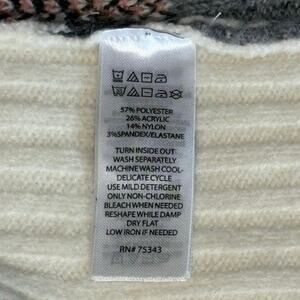 57% POLYESTER
26% ACRYLIC
14% NYLON
3%SPANDEX/ELASTANE
TURN INSIDE OUT
WASH SEPARATELY
MACHINE WASH COOL-
DELICATE CYCLE
USE MILD DETERGENT
ONLY NON-CHLORINE
BLEACH WHEN NEEDED
RESHAPE WHILE DAMP
DRY FLAT
LOW IRON IF NEEDED
RN# 75343